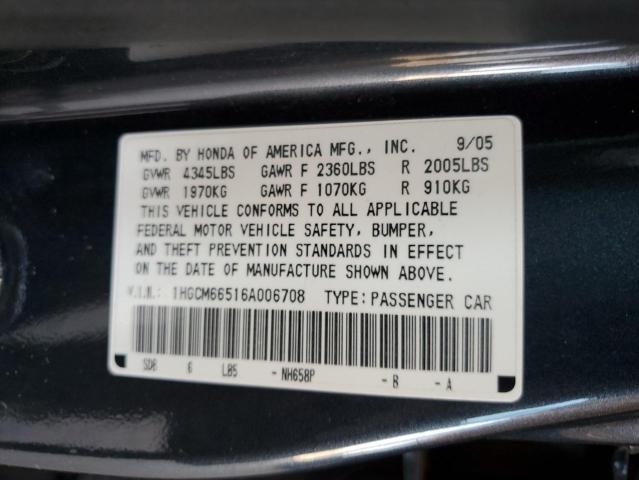 MFD. BY HONDA OF AMERICA MFG., INC. 9/05
GVWR 4345LBS GAWR F 2360LBS R 2005LBS
GVWR 1970KG GAWR F 1070KG R 910KG
THIS VEHICLE CONFORMS TO ALL APPLICABLE
FEDERAL MOTOR VEHICLE SAFETY, BUMPER,
AND THEFT PREVENTION STANDARDS IN EFFECT
ON THE DATE OF MANUFACTURE SHOWN ABOVE.
V.I.N.: 1HGCM66516A006708 TYPE: PASSENGER CAR
SDB 6 LB5 -NH658P -B -A